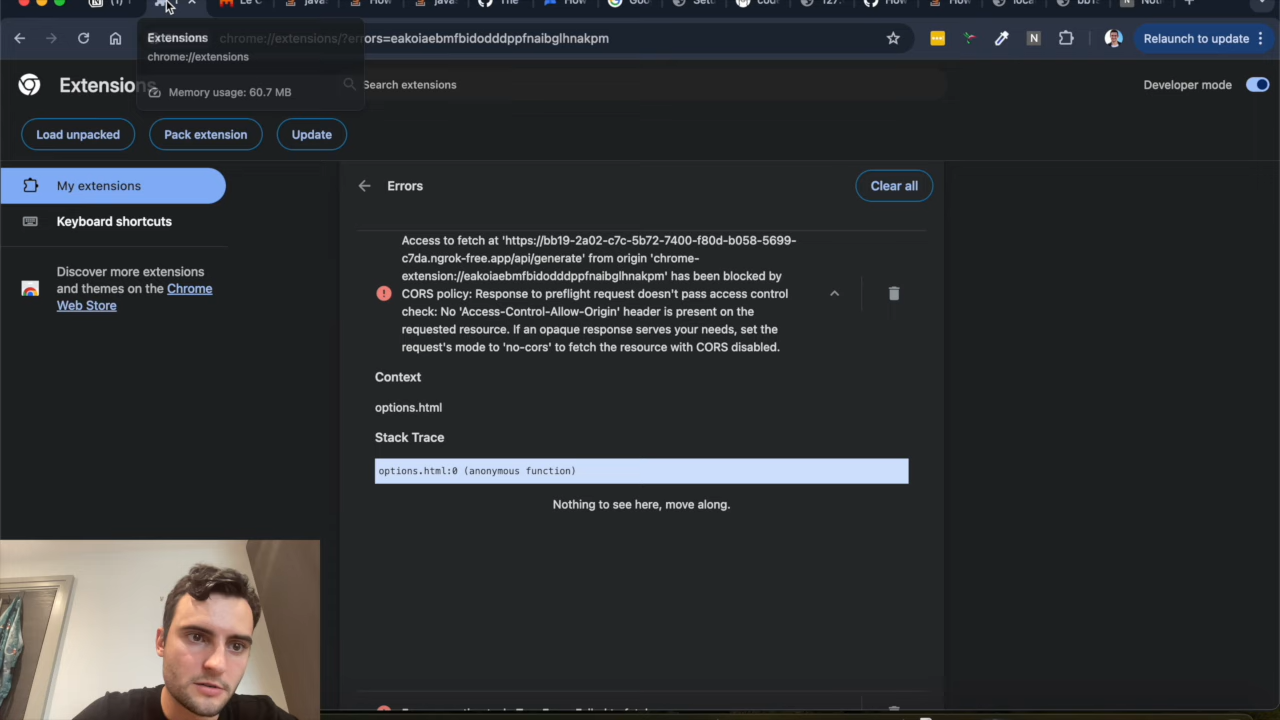 Extensions
chrome://extensions/?errors=eakoiaebmfbidodddppfnaibglhnakpm
Relaunch to update
chrome://extensions
Memory usage: 60.7 MB
Extensions
Search extensions
Developer mode
Load unpacked
Pack extension
Update
My extensions
Keyboard shortcuts
Discover more extensions
and themes on the Chrome
Web Store
Errors
Clear all
Access to fetch at 'https://bb19-2a02-c7c-5b72-7400-f80d-b058-5699-
c7da.ngrok-free.app/api/generate' from origin 'chrome-
extension://eakoiaebmfbidodddppfnaibglhnakpm' has been blocked by
CORS policy: Response to preflight request doesn't pass access control
check: No 'Access-Control-Allow-Origin' header is present on the
requested resource. If an opaque response serves your needs, set the
request's mode to 'no-cors' to fetch the resource with CORS disabled.
Context
options.html
Stack Trace
options.html:0 (anonymous function)
Nothing to see here, move along.